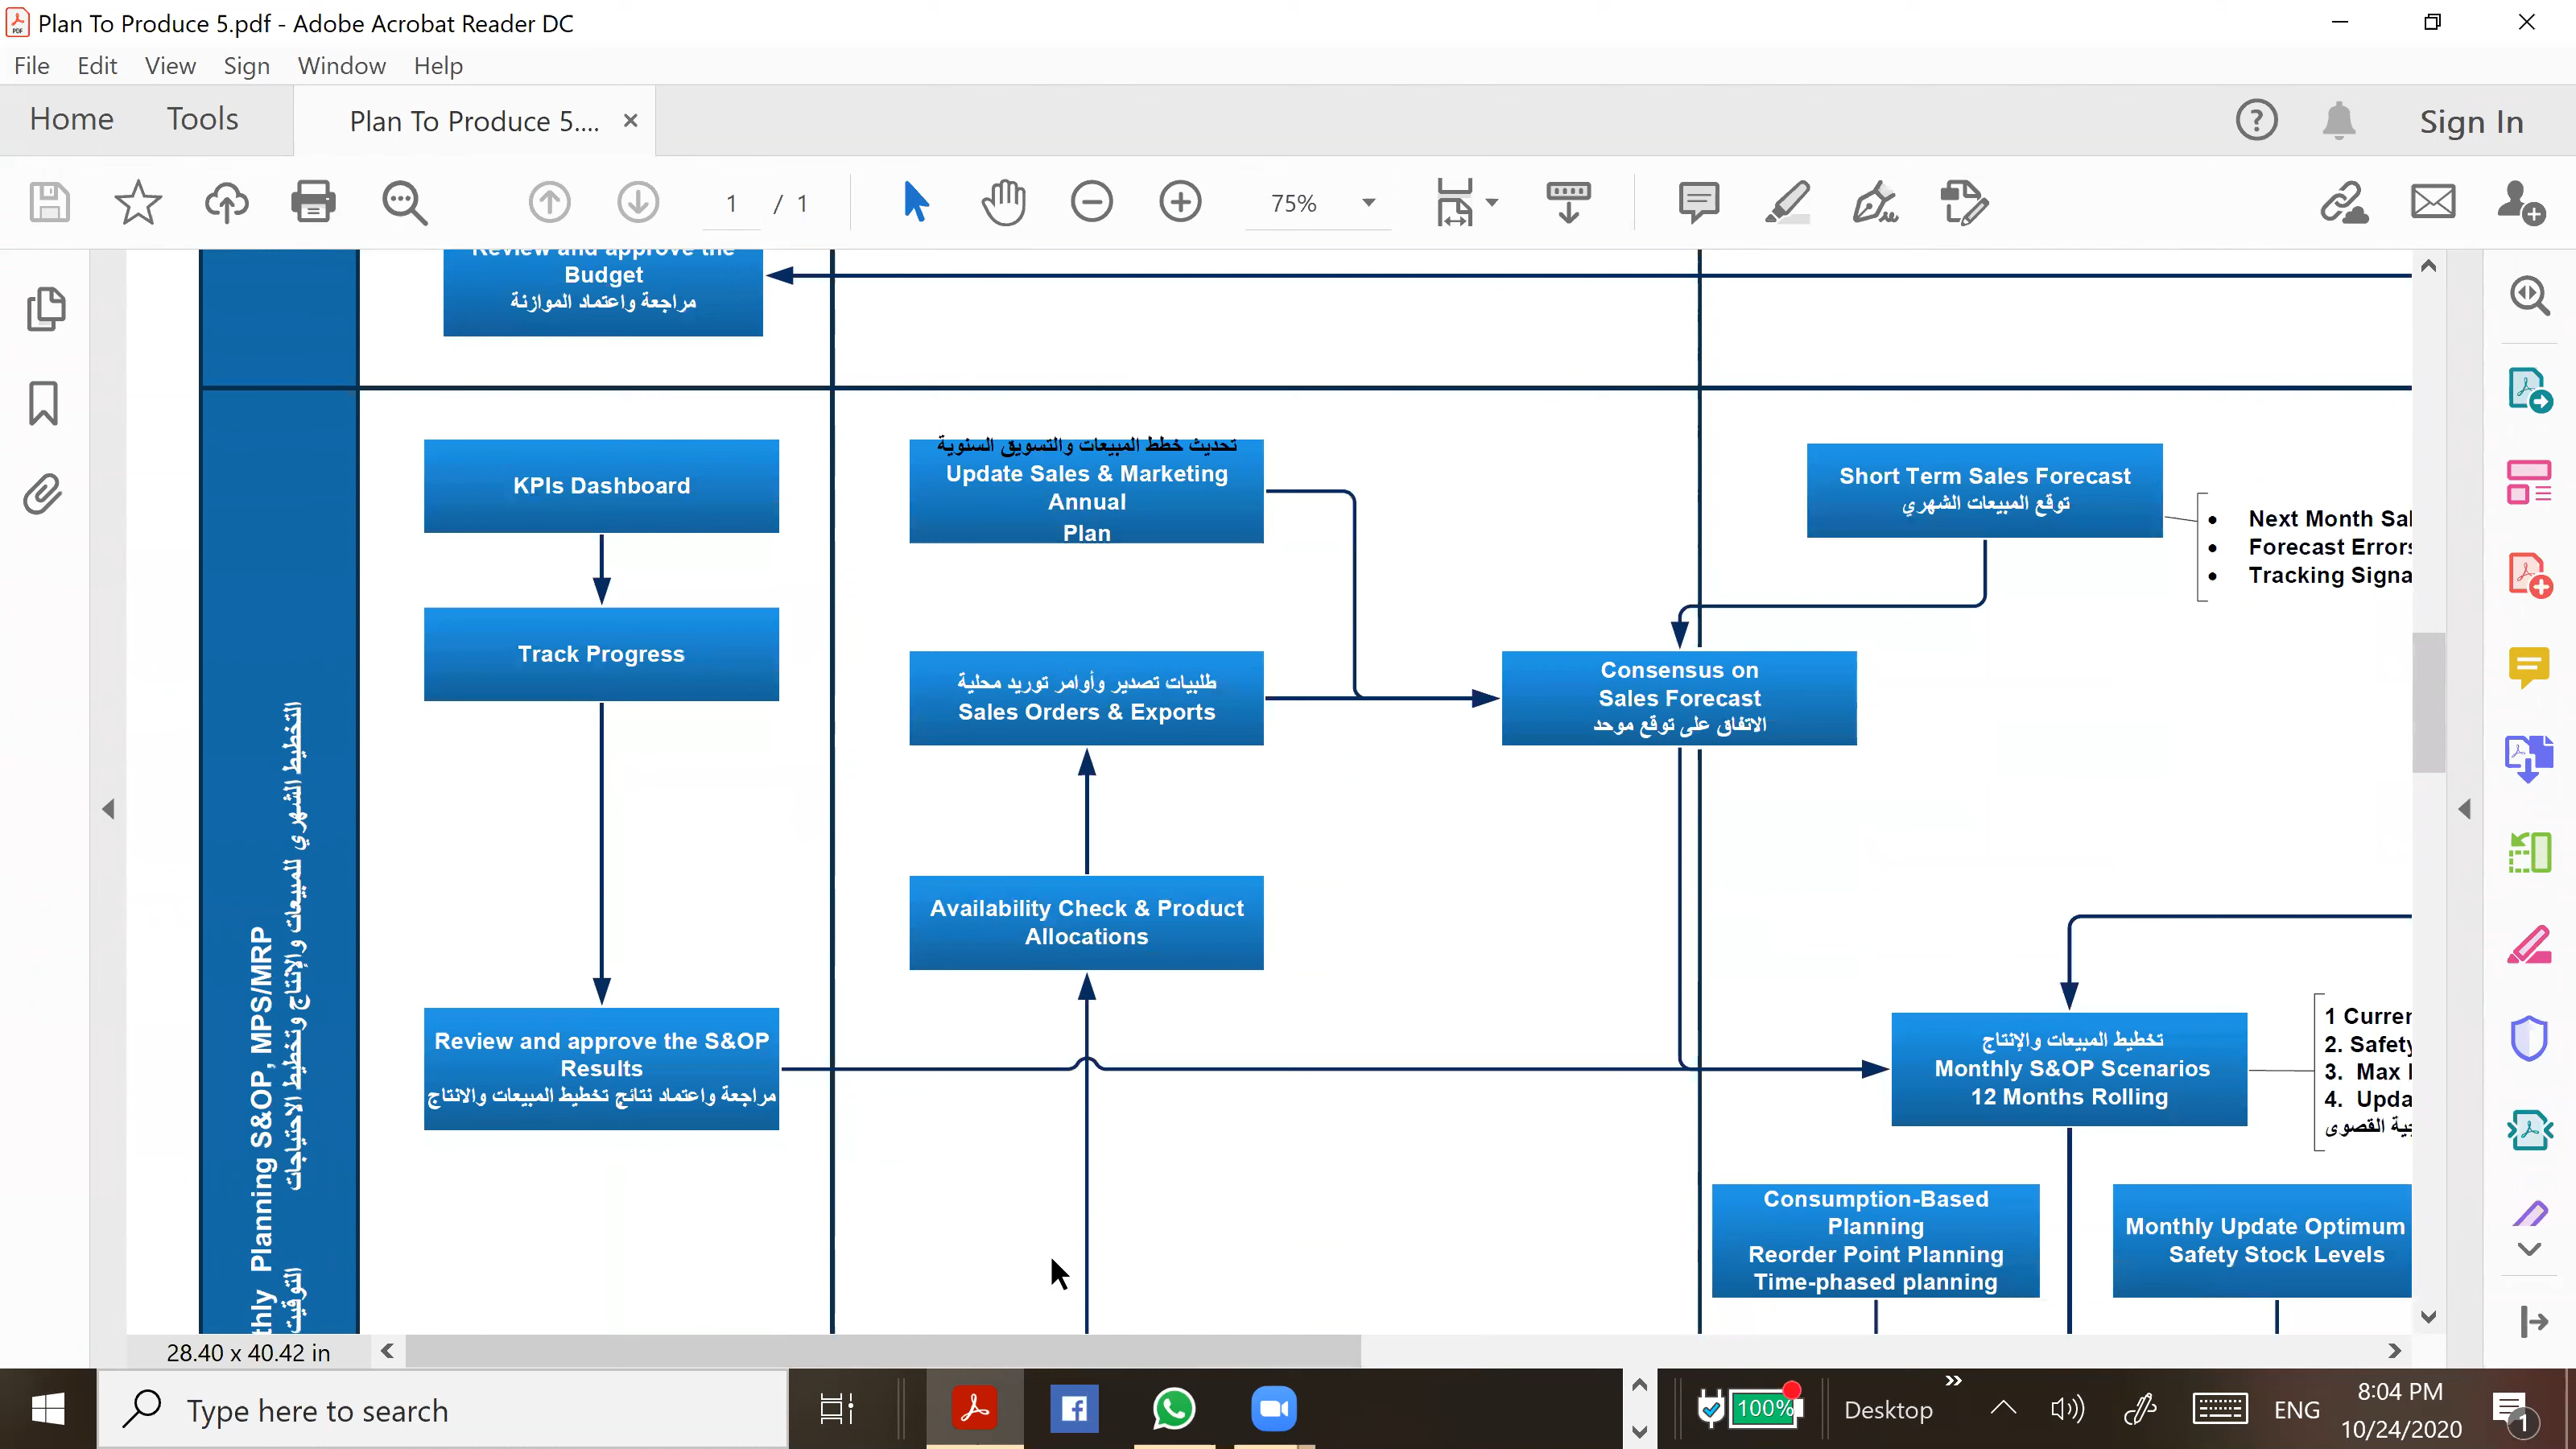 Plan To Produce 5.pdf - Adobe Acrobat Reader DC
File Edit View Sign Window Help
Home Tools Plan To Produce 5.... × Sign In
1 / 1 75%
Review and approve the
Budget
مراجعة واعتماد الموازنة
KPIs Dashboard
Track Progress
Review and approve the S&OP
Results
مراجعة واعتماد نتائج تخطيط المبيعات والانتاج
تحديث خطط المبيعات والتسويق السنوية
Update Sales & Marketing
Annual
Plan
طلبيات تصدير وأوامر توريد محلية
Sales Orders & Exports
Availability Check & Product
Allocations
Short Term Sales Forecast
توقع المبيعات الشهري
• Next Month Sal
• Forecast Errors
• Tracking Signa
Consensus on
Sales Forecast
الاتفاق على توقع موحد
تخطيط المبيعات والإنتاج
Monthly S&OP Scenarios
12 Months Rolling
1 Curren
2. Safety
3. Max
4. Upda
جية القصوى
Consumption-Based
Planning
Reorder Point Planning
Time-phased planning
Monthly Update Optimum
Safety Stock Levels
thly Planning S&OP, MPS/MRP
التخطيط الشهري للمبيعات والإنتاج وتخطيط الاحتياجات
التوقيت
28.40 x 40.42 in
Type here to search
100%
Desktop
ENG
8:04 PM
10/24/2020
1